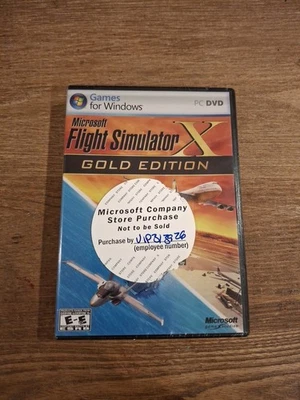 Games
for Windows
PC DVD
Microsoft
Flight Simulator X
GOLD EDITION
Microsoft Company
Store Purchase
Not to be Sold
Purchase by
(employee number)
E-E
ESRB
Microsoft